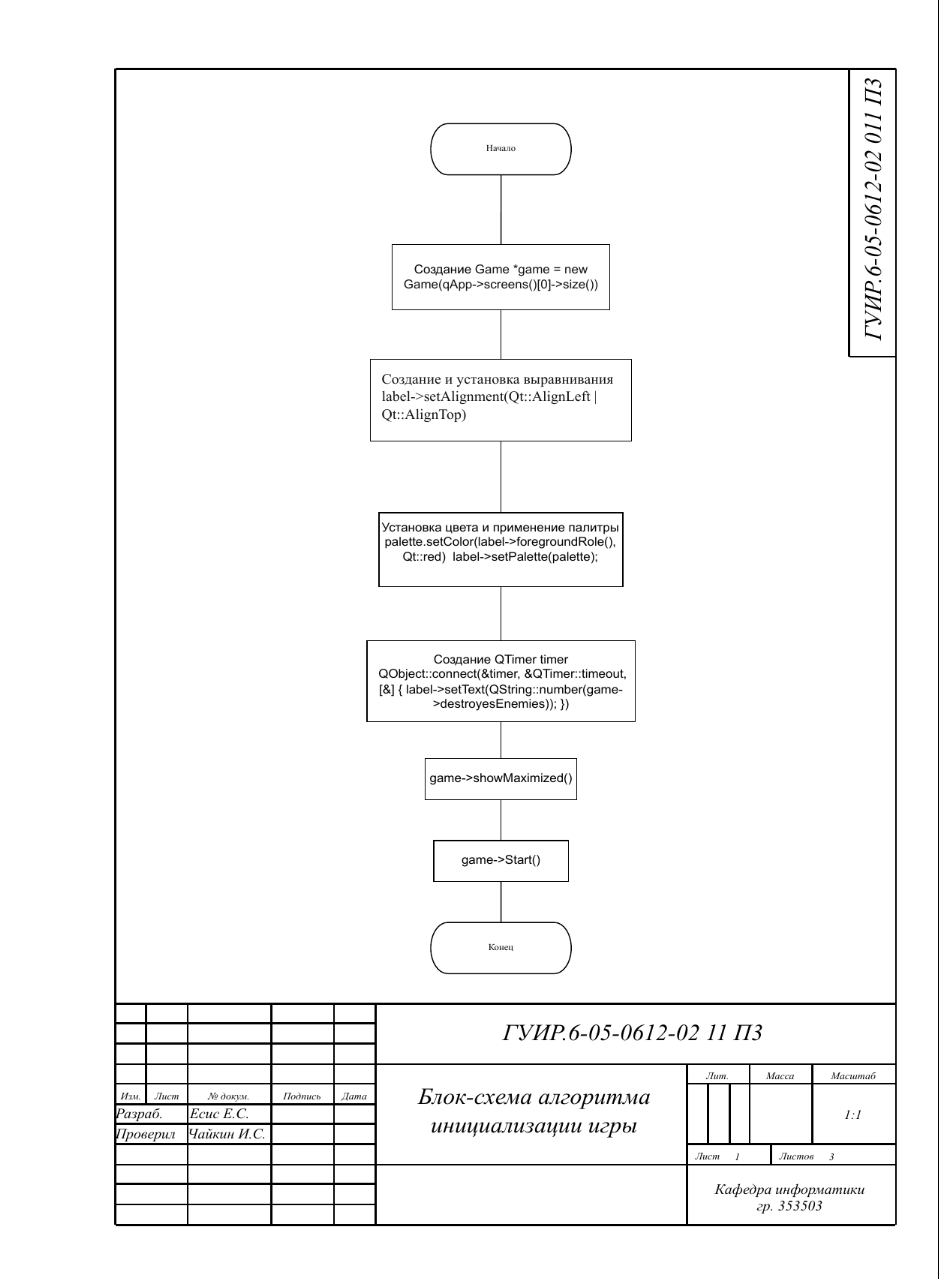 ГУИР.6-05-0612-02 011 ПЗ
Начало
Создание Game *game = new
Game(qApp->screens()[0]->size())
Создание и установка выравнивания
label->setAlignment(Qt::AlignLeft |
Qt::AlignTop)
Установка цвета и применение палитры
palette.setColor(label->foregroundRole(),
Qt::red)  label->setPalette(palette);
Создание QTimer timer
QObject::connect(&timer, &QTimer::timeout,
[&] { label->setText(QString::number(game-
>destroyesEnemies)); })
game->showMaximized()
game->Start()
Конец
ГУИР.6-05-0612-02 11 ПЗ
Изм. Лист № докум. Подпись Дата
Разраб. Есис Е.С.
Проверил Чайкин И.С.
Блок-схема алгоритма
инициализации игры
Лит. Масса Масштаб
1:1
Лист 1 Листов 3
Кафедра информатики
гр. 353503